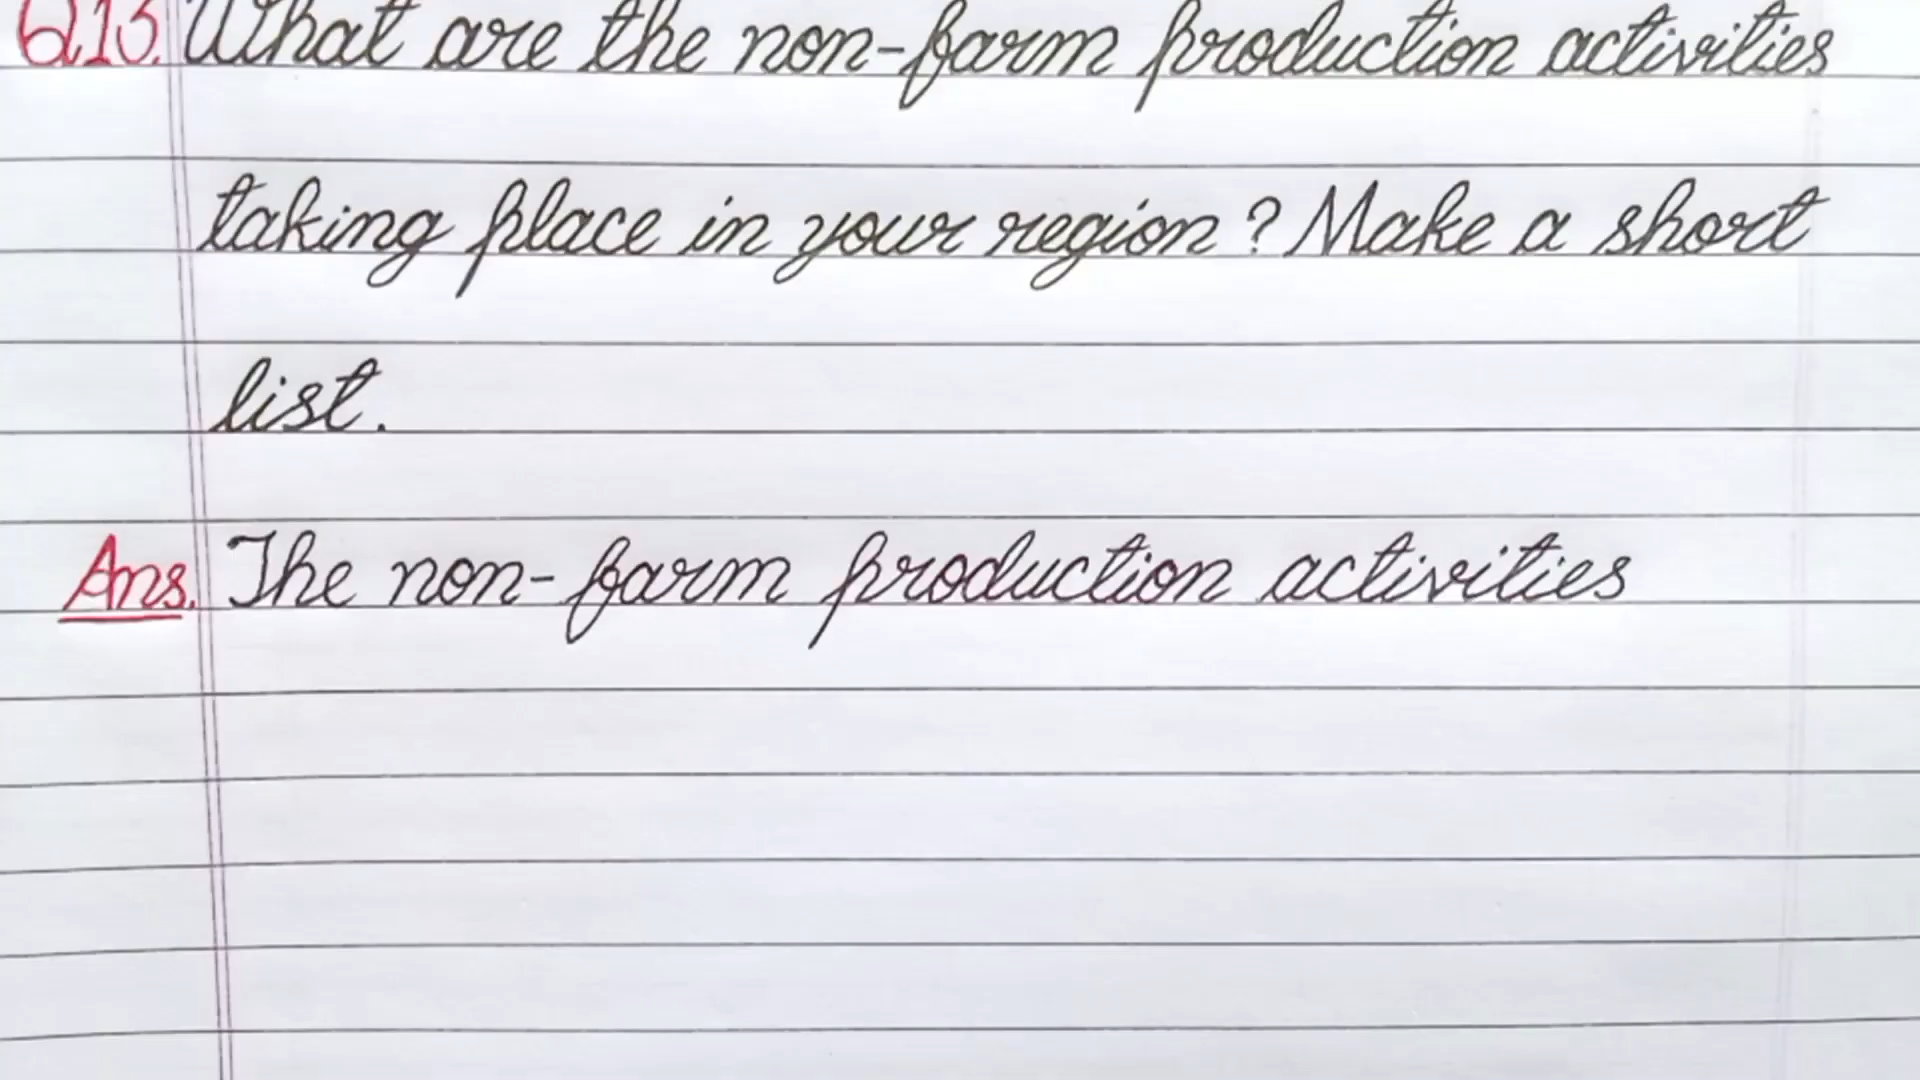 Q.13. What are the non-farm production activities
taking place in your region? Make a short
list.
Ans. The non-farm production activities